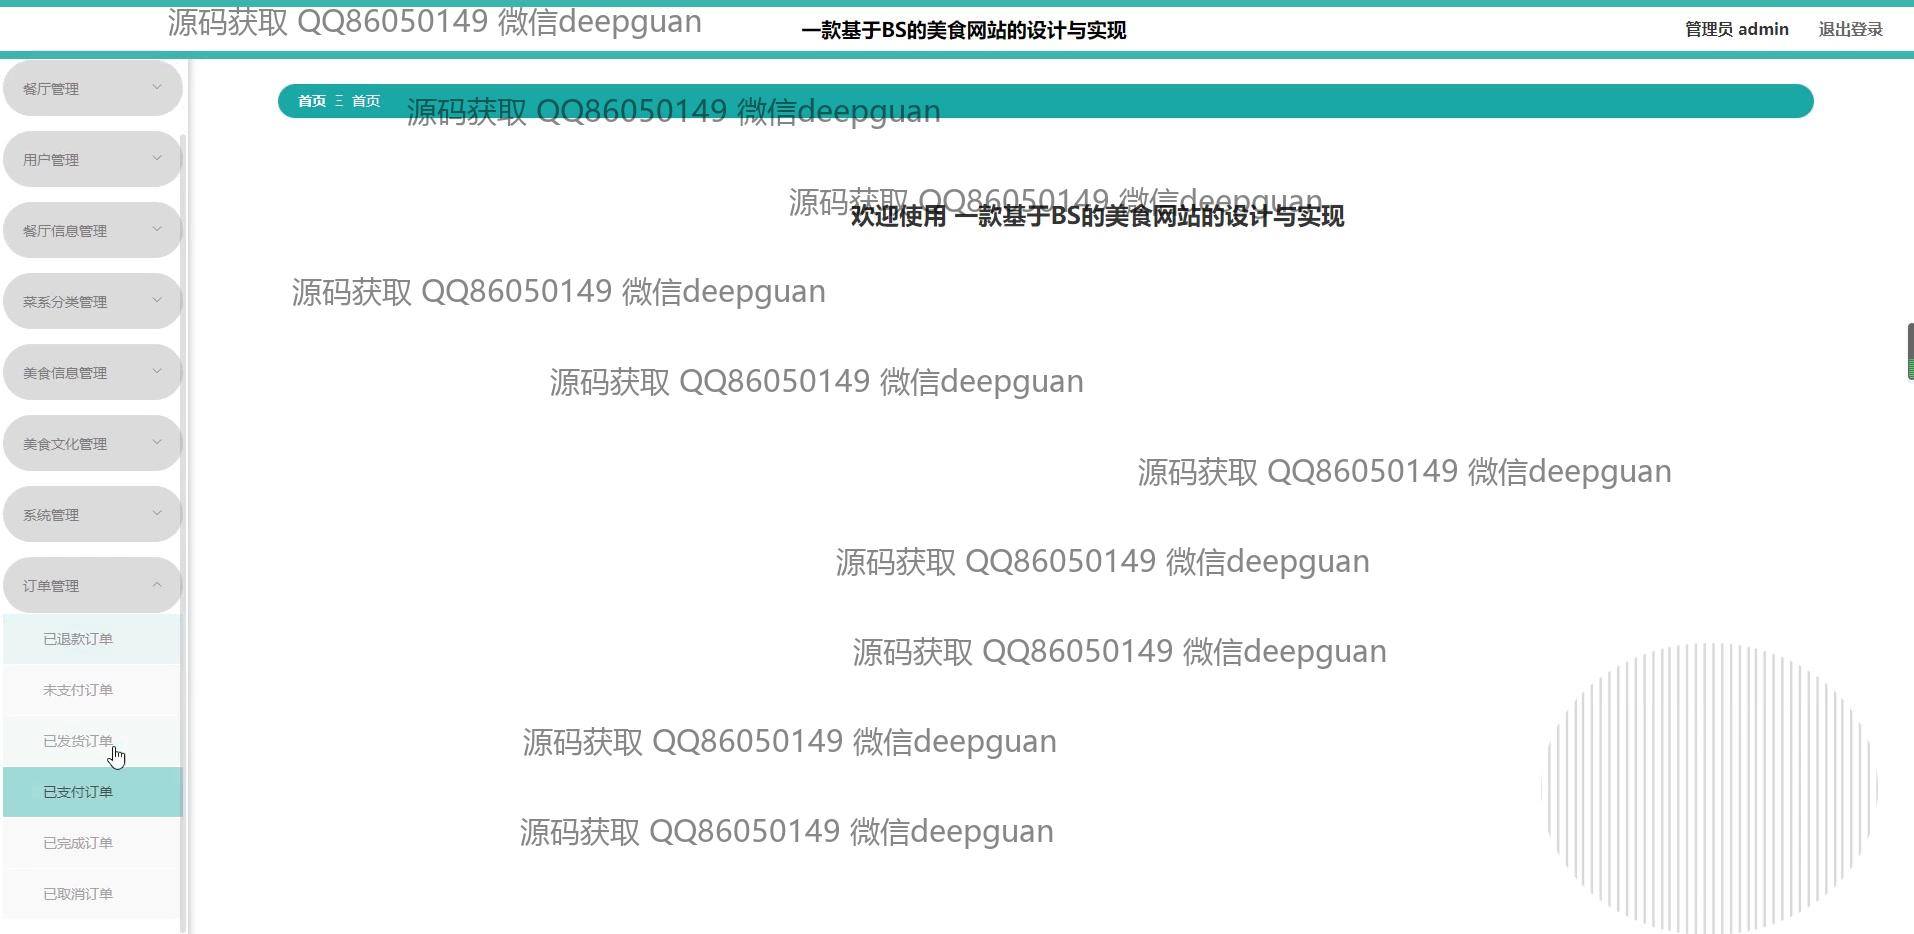 源码获取 QQ86050149 微信deepguan
一款基于BS的美食网站的设计与实现
管理员 admin
退出登录
餐厅管理
用户管理
餐厅信息管理
菜系分类管理
美食信息管理
美食文化管理
系统管理
订单管理
已退款订单
未支付订单
已发货订单
已支付订单
已完成订单
已取消订单
首页 Ξ 首页
源码获取 QQ86050149 微信deepguan
源码获取 QQ86050149 微信deepguan
欢迎使用 一款基于BS的美食网站的设计与实现
源码获取 QQ86050149 微信deepguan
源码获取 QQ86050149 微信deepguan
源码获取 QQ86050149 微信deepguan
源码获取 QQ86050149 微信deepguan
源码获取 QQ86050149 微信deepguan
源码获取 QQ86050149 微信deepguan
源码获取 QQ86050149 微信deepguan